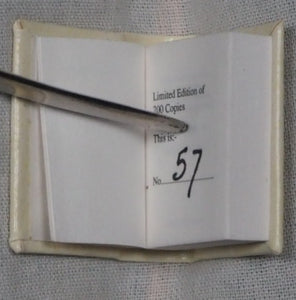 Limited Edition of
200 Copies
This is:-
No. 57